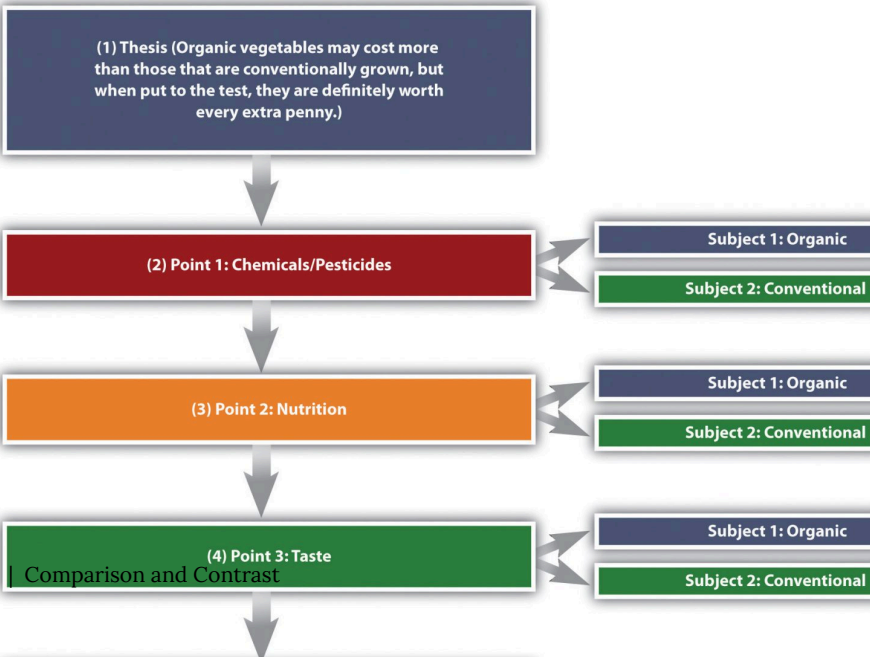 (1) Thesis (Organic vegetables may cost more
than those that are conventionally grown, but
when put to the test, they are definitely worth
every extra penny.)
(2) Point 1: Chemicals/Pesticides
Subject 1: Organic
Subject 2: Conventional
(3) Point 2: Nutrition
Subject 1: Organic
Subject 2: Conventional
(4) Point 3: Taste
Subject 1: Organic
Subject 2: Conventional
| Comparison and Contrast